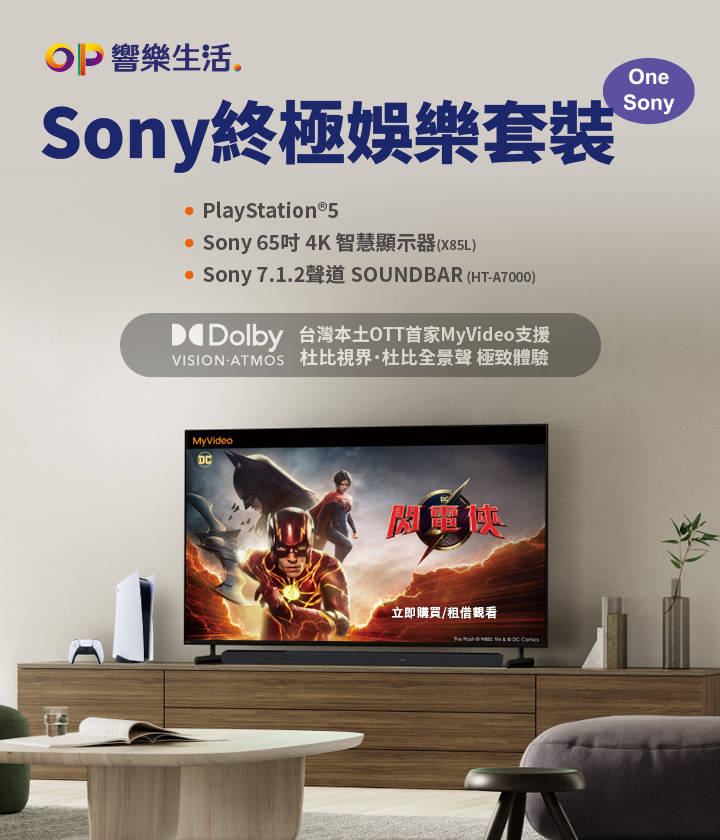 OP 響樂生活.
One
Sony
Sony終極娛樂套裝
• PlayStation®5
• Sony 65吋 4K 智慧顯示器(X85L)
• Sony 7.1.2聲道 SOUNDBAR (HT-A7000)
Dolby
VISION·ATMOS
台灣本土OTT首家MyVideo支援
杜比視界·杜比全景聲 極致體驗
MyVideo
DC
DC
閃電俠
立即購買/租借觀看